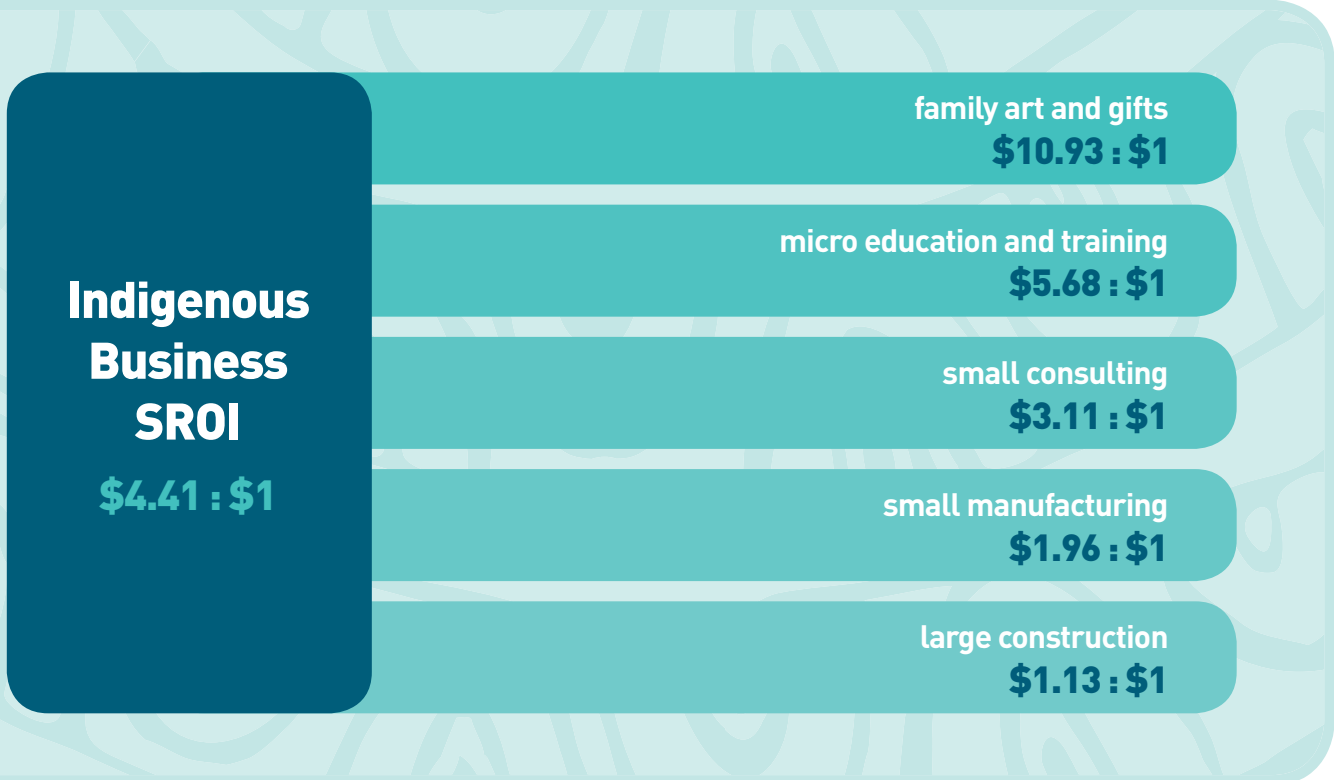 Indigenous
Business
SROI
$4.41 : $1
family art and gifts
$10.93 : $1
micro education and training
$5.68 : $1
small consulting
$3.11 : $1
small manufacturing
$1.96 : $1
large construction
$1.13 : $1